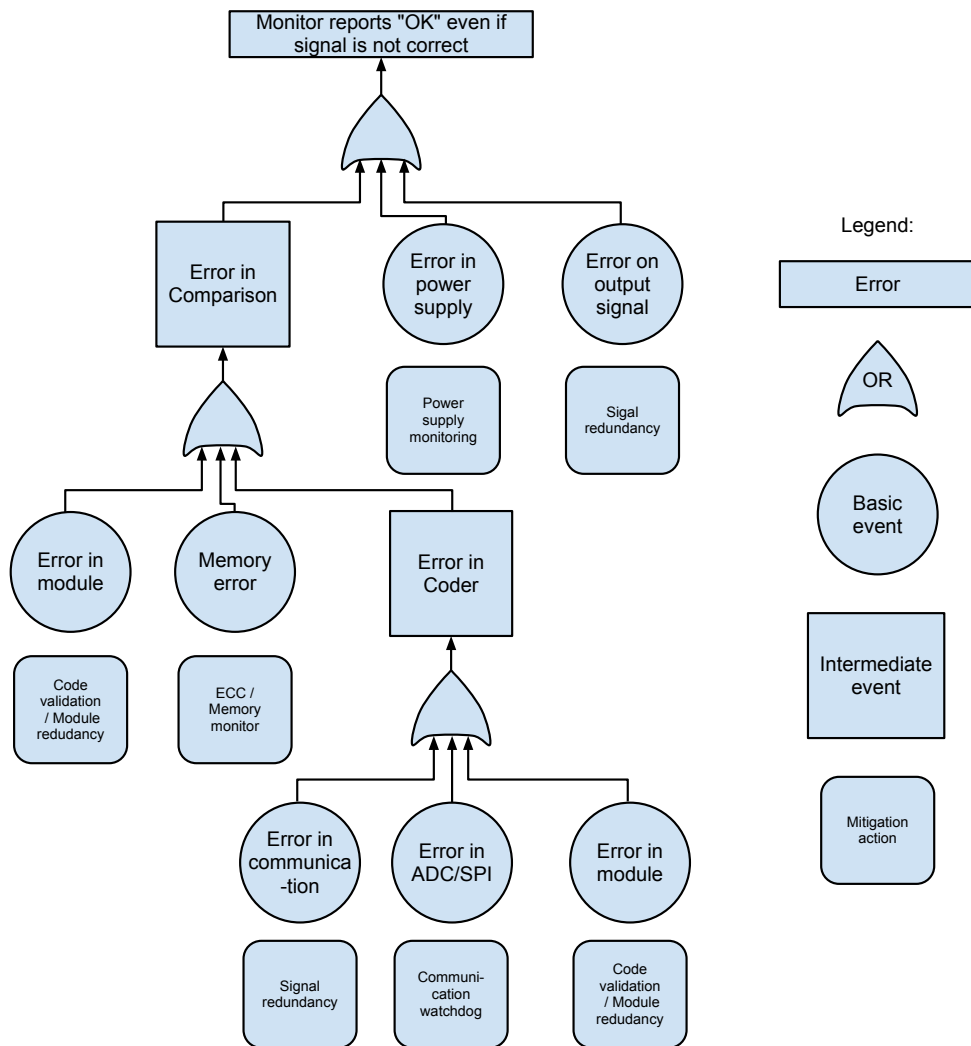 Monitor reports "OK" even if
signal is not correct
Error in
Comparison
Error in
power
supply
Error on
output
signal
Power
supply
monitoring
Sigal
redundancy
Error in
module
Memory
error
Error in
Coder
Code
validation
/ Module
redudancy
ECC /
Memory
monitor
Error in
communica
-tion
Error in
ADC/SPI
Error in
module
Signal
redundancy
Communi-
cation
watchdog
Code
validation
/ Module
redudancy
Legend:
Error
OR
Basic
event
Intermediate
event
Mitigation
action